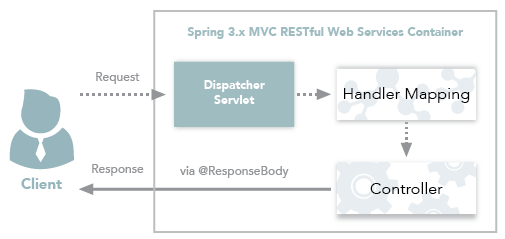 Spring 3.x MVC RESTful Web Services Container
Request
Dispatcher
Servlet
Handler Mapping
Client
Response
via @ResponseBody
Controller